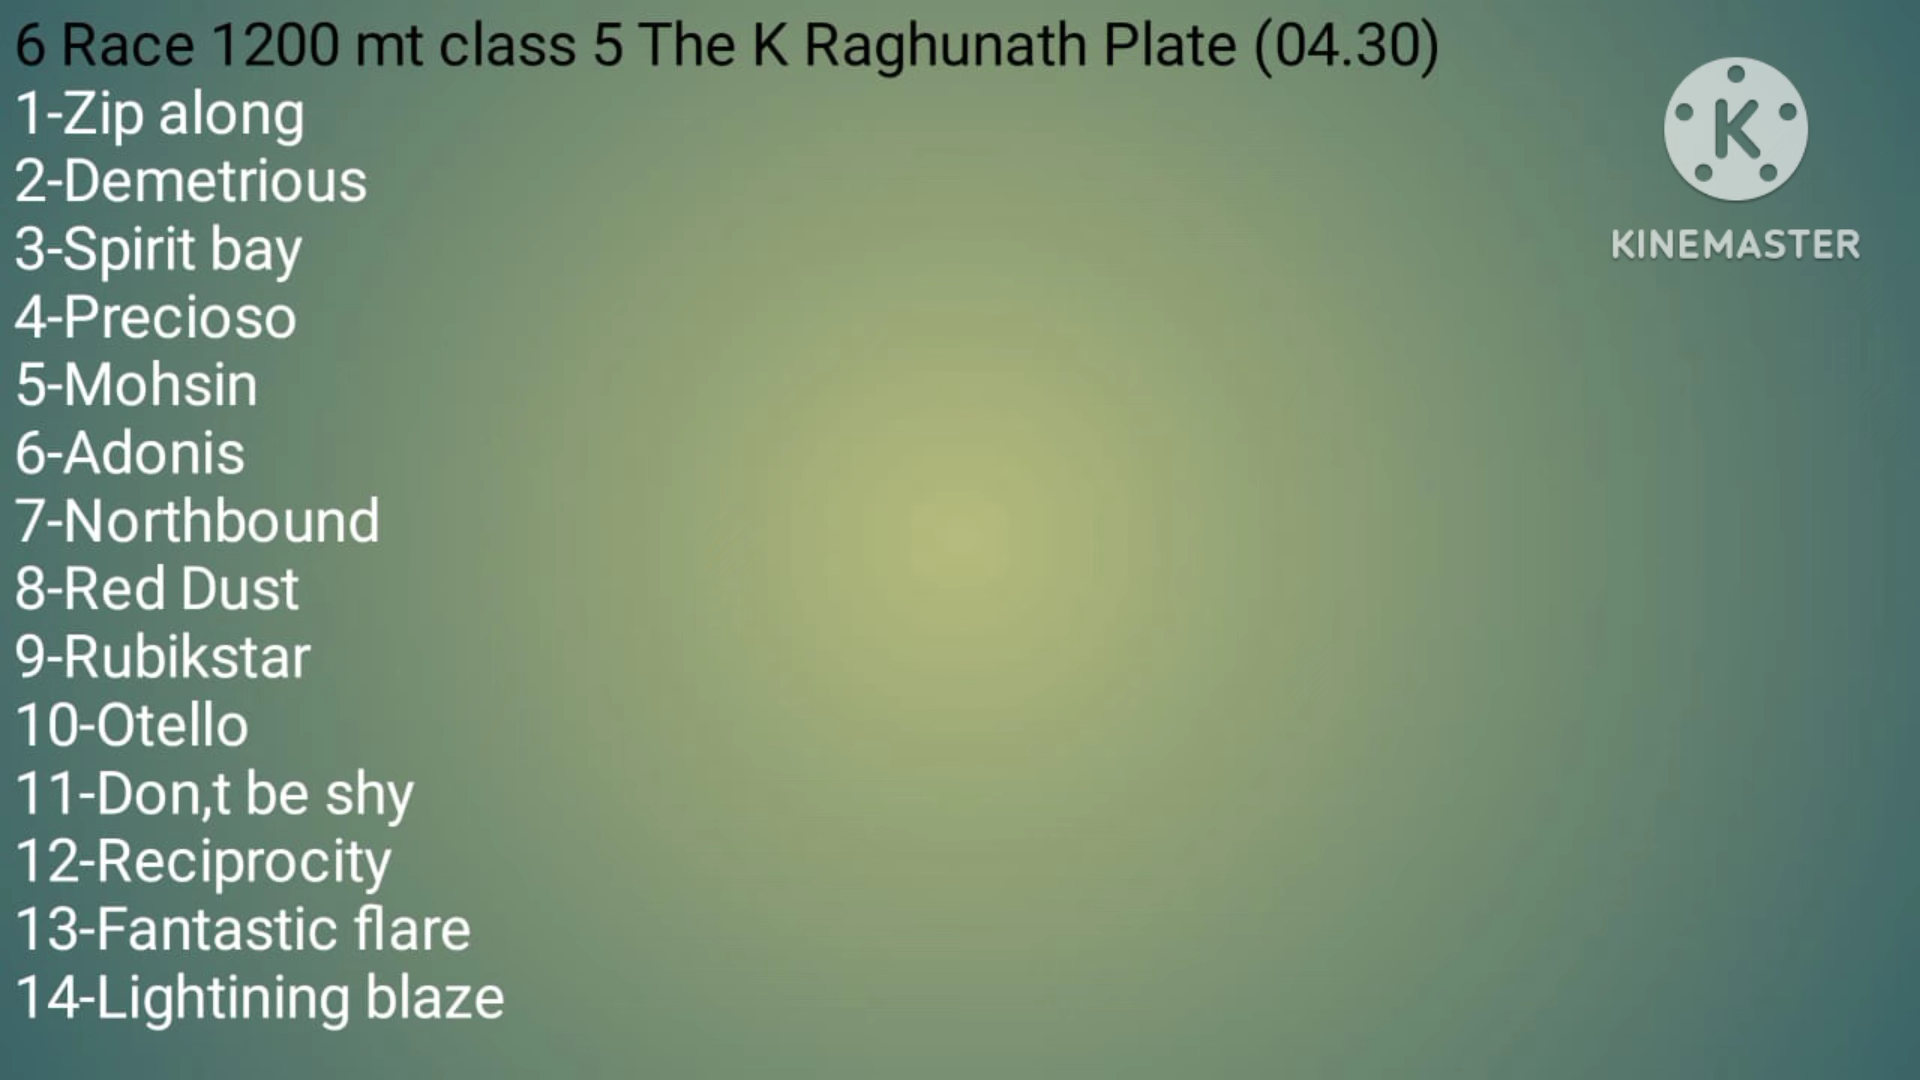 6 Race 1200 mt class 5 The K Raghunath Plate (04.30)
1-Zip along
2-Demetrious
3-Spirit bay
4-Precioso
5-Mohsin
6-Adonis
7-Northbound
8-Red Dust
9-Rubikstar
10-Otello
11-Don,t be shy
12-Reciprocity
13-Fantastic flare
14-Lightining blaze
K
KINEMASTER